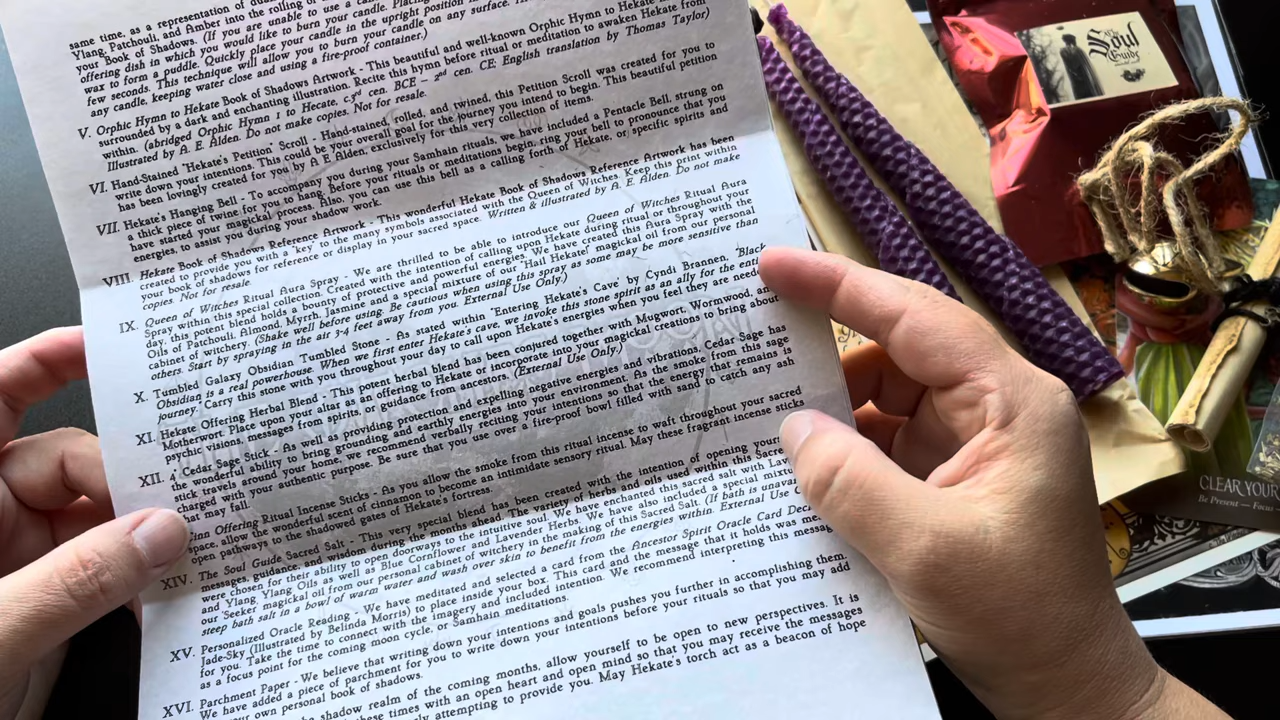 same time, as a representation of
Ylang, Patchouli, and Amber into the
your Book of Shadows. (If you are unable to use a
offering dish in which you would like to burn your candle. Placing
wax to form a puddle. Quickly place your candle in the upright position
few seconds. This technique will allow you to burn your candle on any surface.
any candle, keeping water close and using a fire-proof container.)
V. Orphic Hymn to Hekate Book of Shadows Artwork - This beautiful and well-known Orphic Hymn to Hekate
surrounded by a dark and enchanting illustration. Recite this hymn before ritual or meditation to awaken Hekate from
within. (abridged Orphic Hymn 1 to Hecate, c.3rd cen. BCE – 2nd cen. CE: English translation by Thomas Taylor)
Illustrated by A. E. Alden. Do not make copies. Not for resale.
VI. Hand-Stained "Hekate's Petition" Scroll - Hand-stained, rolled, and twined, this Petition Scroll was created for you to
write down your intentions. This could be your overall goal for the journey you intend to begin. This beautiful petition
has been lovingly created for you by A E Alden, exclusively for this very collection of items.
VII. Hekate's Hanging Bell - To accompany you during your Samhain rituals, we have included a Pentacle Bell, strung on
a thick piece of twine for you to hang. Before your rituals or meditations begin, ring your bell to pronounce that you
have started your magical process. Also, you can use this bell as a calling forth of Hekate, or specific spirits and
energies, to assist you during your shadow work.
VIII. Hekate Book of Shadows Reference Artwork - This wonderful Hekate Book of Shadows Reference Artwork has been
created to provide you with a 'key' to the many symbols associated with the Queen of Witches. Keep this print within
your book of shadows for reference or display in your sacred space. Written & Illustrated by A. E. Alden. Do not make
copies. Not for resale.
IX. Queen of Witches Ritual Aura Spray - We are thrilled to be able to introduce our Queen of Witches Ritual Aura
Spray within this special collection. Created with the intention of calling upon Hekate during ritual or throughout your
day, this potent blend holds a bounty of protective and powerful energies. We have created this Aura Spray with the
Oils of Patchouli, Almond, Myrrh, Jasmine and a special mixture of our "Hail Hekate" magickal oil from our personal
cabinet of witchery. (Shake well before using. Be cautious when using this spray as some may be more sensitive than
others. Start by spraying in the air 3-4 feet away from you. External Use Only.)
X. Tumbled Galaxy Obsidian Tumbled Stone - As stated within "Entering Hekate's Cave' by Cyndi Brannen, "Black
Obsidian is a real powerhouse. When we first enter Hekate's cave, we invoke this stone spirit as an ally for the
journey." Carry this stone with you throughout your day to call upon Hekate's energies when you feel they are
XI. Hekate Offering Herbal Blend - This potent herbal blend has been conjured together with Mugwort, Wormwood,
Motherwort. Place upon your altar as an offering to Hekate or incorporate into your magickal creations to bring about
psychic visions, messages from spirits, or guidance from ancestors. (External Use Only.)
XII. 4" Cedar Sage Stick - As well as providing protection and expelling negative energies and vibrations, Cedar Sage has
the wonderful ability to bring grounding and earthly energies into your environment. As the smoke from this sage
stick travels around your home, we recommend verbally reciting your intentions so that the energy that remains is
charged with your authentic purpose. Be sure that you use over a fire-proof bowl filled with sand to catch any ash
that may fall.
Offering Ritual Incense Sticks - As you allow the smoke from this ritual incense to waft throughout your sacred
space, allow the wonderful scent of cinnamon to become an intimidate sensory ritual. May these fragrant incense sticks
open pathways to the shadowed gates of Hekate's fortress.
XIV. The Soul Guide Sacred Salt - This very special blend has been created with the intention of opening your
messages, guidance, and wisdom during the months ahead. The variety of herbs and oils used within this
were chosen for their ability to open doorways to the intuitive soul. We have enchanted this sacred salt with
and Ylang, Ylang Oils as well as Blue Cornflower and Lavender Herbs. We have also included a special
our 'Seeker' magickal oil from our personal cabinet of witchery in the making of this Sacred Salt. (If bath is
steep bath salt in a bowl of warm water and wash over skin to benefit from the energies within. External Use
XV. Personalized Oracle Reading - We have meditated and selected a card from the Ancestor Spirit Oracle Card
Jade-Sky (Illustrated by Belinda Morris) to place inside your box. This card and the message that it holds was
for you. Take the time to connect with the imagery and included intention. We recommend interpreting this message
as a focus point for the coming moon cycle, or Samhain meditations.
XVI. Parchment Paper - We believe that writing down your intentions and goals pushes you further in accomplishing them.
We have added a piece of parchment for you to write down your intentions before your rituals so that you may add
your own personal book of shadows.
shadow realm of the coming months, allow yourself to be open to new perspectives. It is
these times with an open heart and open mind so that you may receive the messages
attempting to provide you. May Hekate's torch act as a beacon of hope
Soul
Guide
CLEAR YOUR
Be Present – Focus